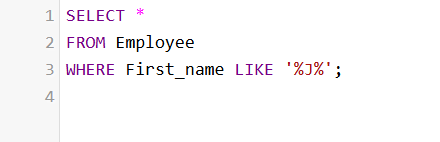 1 SELECT *
2 FROM Employee
3 WHERE First_name LIKE '%J%';
4